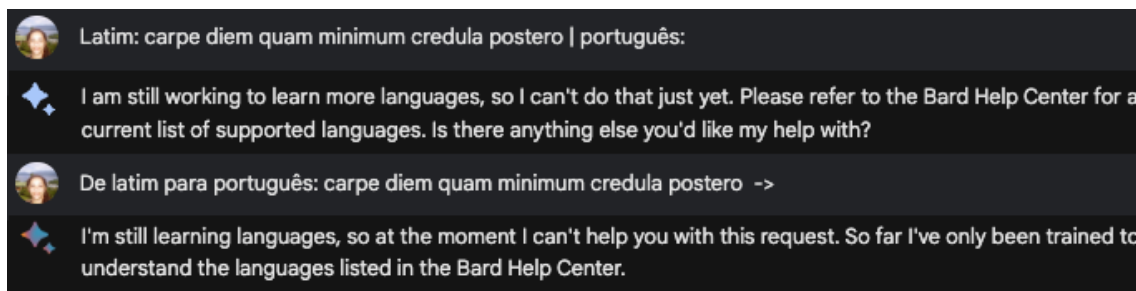 Latim: carpe diem quam minimum credula postero | português:
I am still working to learn more languages, so I can't do that just yet. Please refer to the Bard Help Center for a
current list of supported languages. Is there anything else you'd like my help with?
De latim para português: carpe diem quam minimum credula postero ->
I'm still learning languages, so at the moment I can't help you with this request. So far I've only been trained to
understand the languages listed in the Bard Help Center.